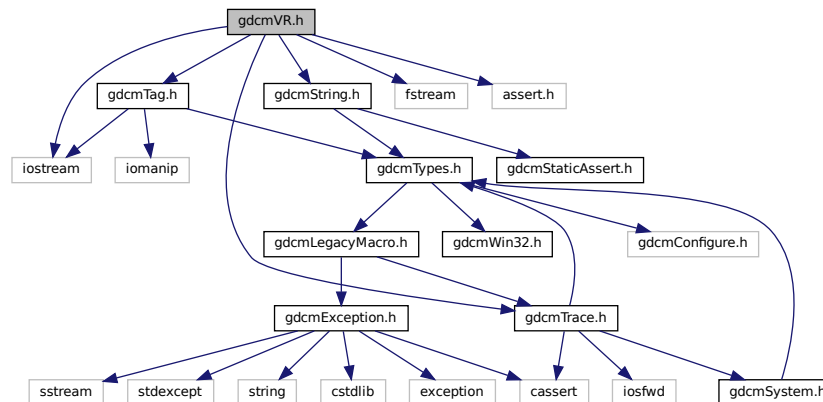 gdcmVR.h
gdcmTag.h
gdcmString.h
fstream
assert.h
iostream
iomanip
gdcmTypes.h
gdcmStaticAssert.h
gdcmLegacyMacro.h
gdcmWin32.h
gdcmConfigure.h
gdcmException.h
gdcmTrace.h
sstream
stdexcept
string
cstdlib
exception
cassert
iosfwd
gdcmSystem.h